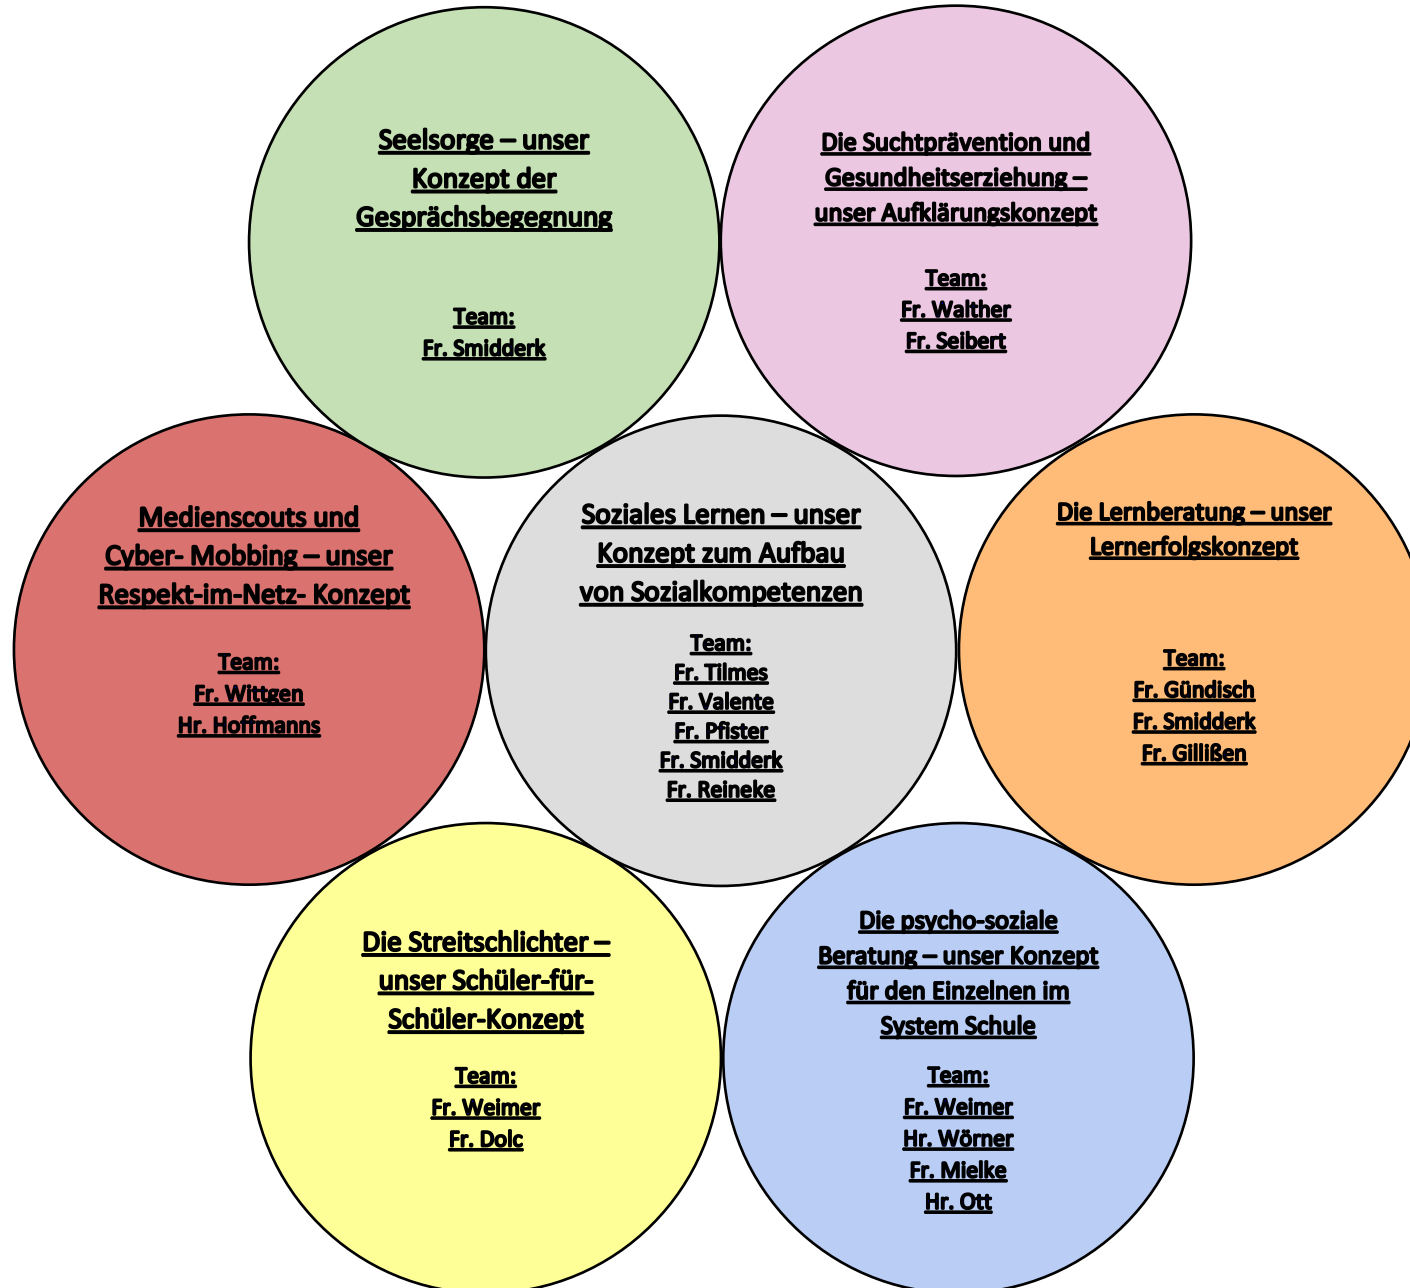 Seelsorge – unser
Konzept der
Gesprächsbegegnung
Team:
Fr. Smidderk
Die Suchtprävention und
Gesundheitserziehung –
unser Aufklärungskonzept
Team:
Fr. Walther
Fr. Seibert
Medienscouts und
Cyber- Mobbing – unser
Respekt-im-Netz- Konzept
Team:
Fr. Wittgen
Hr. Hoffmanns
Soziales Lernen – unser
Konzept zum Aufbau
von Sozialkompetenzen
Team:
Fr. Tilmes
Fr. Valente
Fr. Pfister
Fr. Smidderk
Fr. Reineke
Die Lernberatung – unser
Lernerfolgskonzept
Team:
Fr. Gündisch
Fr. Smidderk
Fr. Gillißen
Die Streitschlichter –
unser Schüler-für-
Schüler-Konzept
Team:
Fr. Weimer
Fr. Dolc
Die psycho-soziale
Beratung – unser Konzept
für den Einzelnen im
System Schule
Team:
Fr. Weimer
Hr. Wörner
Fr. Mielke
Hr. Ott